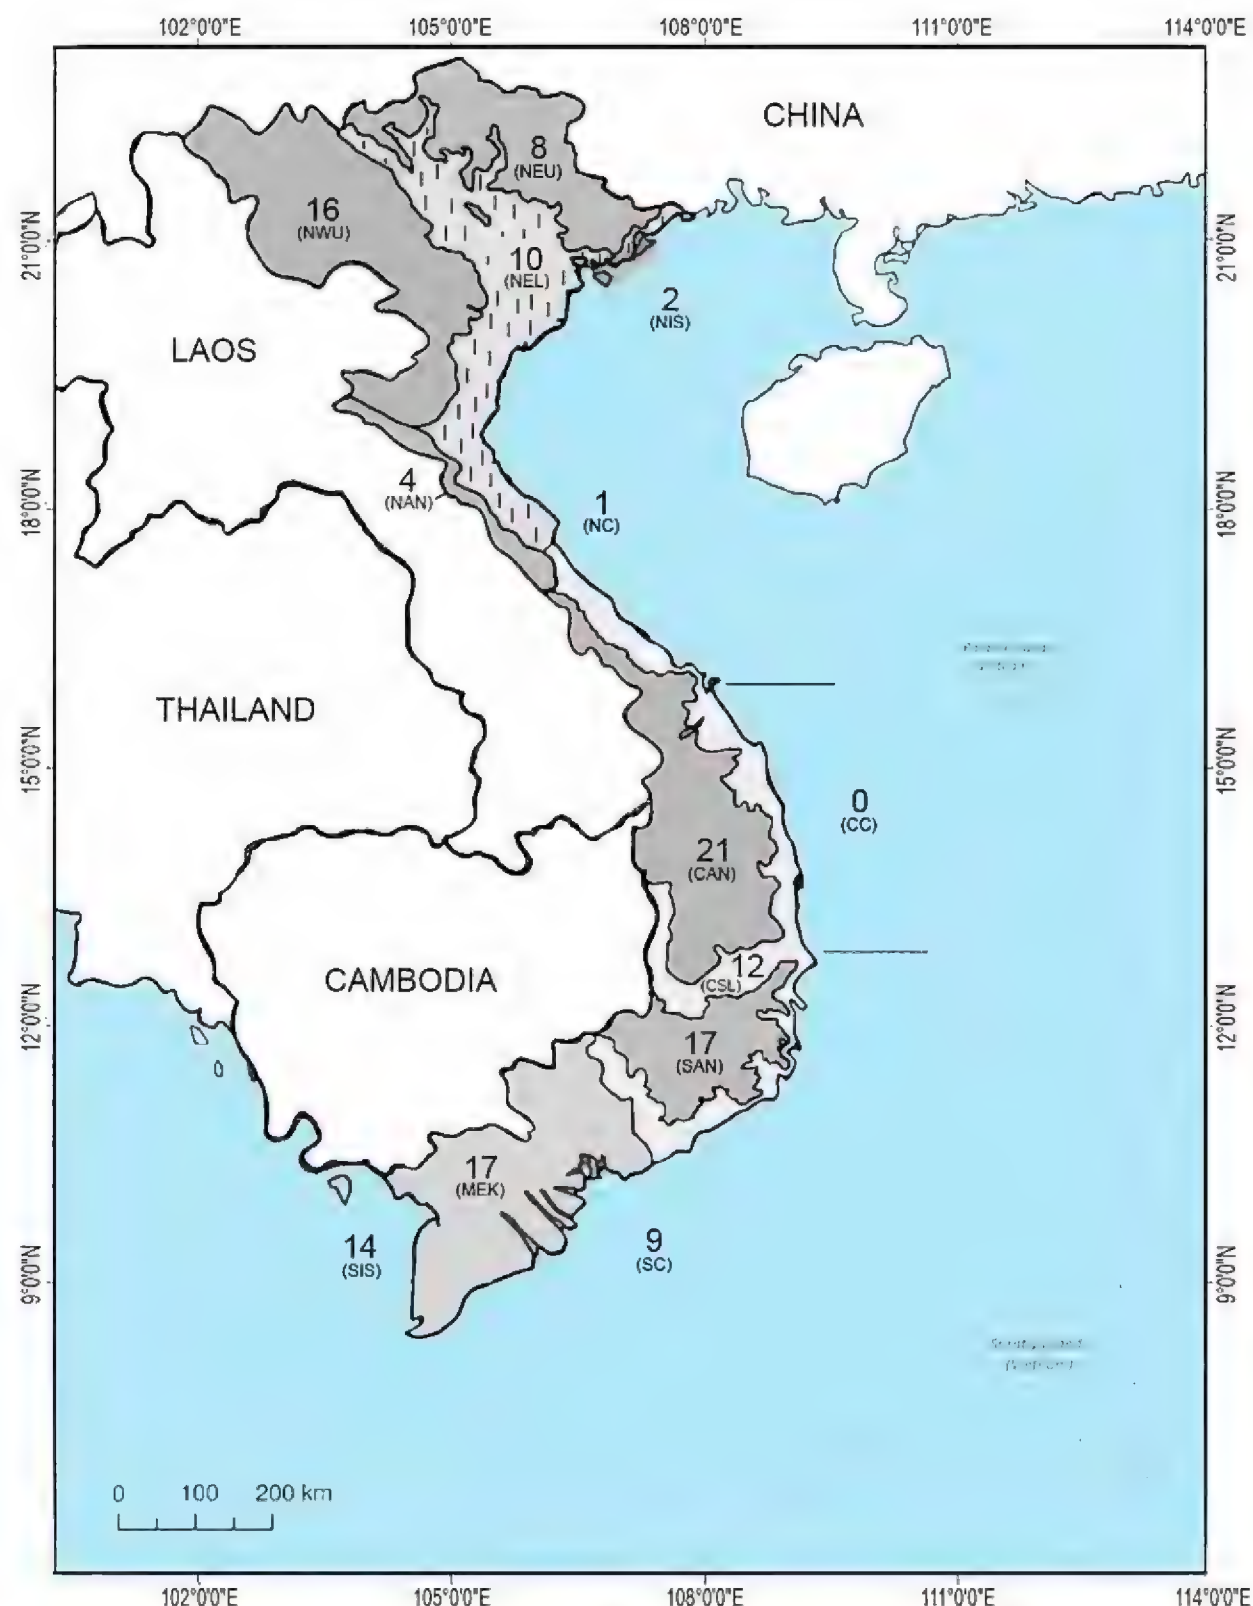 102°0'0"E 105°0'0"E 108°0'0"E 111°0'0"E 114°0'0"E
CHINA
8
(NEU)
16
(NWU)
21°0'0"N
21°0'0"N
10
(NEL)
2
(NIS)
LAOS
4
(NAN)
1
(NC)
18°0'0"N
18°0'0"N
THAILAND
15°0'0"N
15°0'0"N
0
(CC)
21
(CAN)
12
(CSL)
CAMBODIA
12°0'0"N
12°0'0"N
17
(SAN)
17
(MEK)
14
(SIS)
9
(SC)
9°0'0"N
9°0'0"N
0 100 200 km
102°0'0"E 105°0'0"E 108°0'0"E 111°0'0"E 114°0'0"E